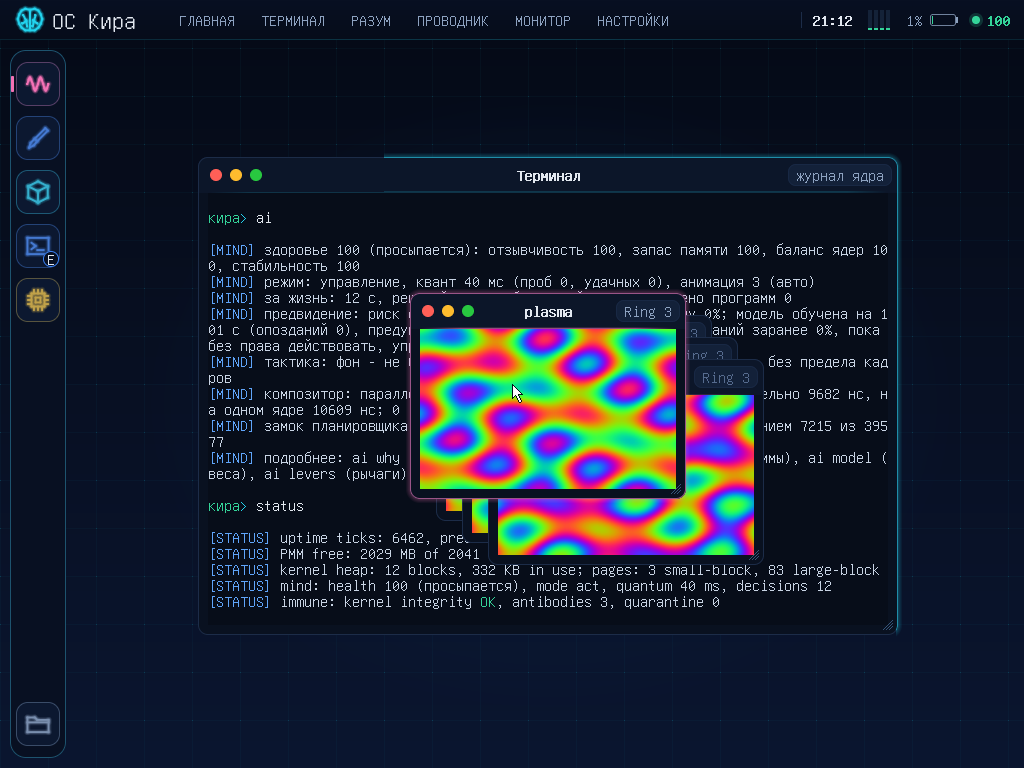 ОС Кира
ГЛАВНАЯ ТЕРМИНАЛ РАЗУМ ПРОВОДНИК МОНИТОР НАСТРОЙКИ
21:12 1% 100
E
Терминал
журнал ядра
кира> ai
[MIND] здоровье 100 (просыпается): отзывчивость 100, запас памяти 100, баланс ядер 10
0, стабильность 100
[MIND] режим: управление, квант 40 мс (проб 0, удачных 0), анимация 3 (авто)
[MIND] за жизнь: 12 с, программ 0
plasma Ring 3
[MIND] предвидение: риск 0%; модель обучена на 1
01 с (опозданий 0), заранее 0%, пока
без права действовать,
[MIND] тактика: фон - не без предела кад
ров
Ring 3
[MIND] композитор: 9682 нс, н
а одном ядре 10609 нс; 0
[MIND] замок планировщика 7215 из 395
77
[MIND] подробнее: ai why ai model (
веса), ai levers (рычаги)
кира> status
[STATUS] uptime ticks: 6462,
[STATUS] PMM free: 2029 MB of 2041
[STATUS] kernel heap: 12 blocks, 332 KB in use; pages: 3 small-block, 83 large-block
[STATUS] mind: health 100 (просыпается), mode act, quantum 40 ms, decisions 12
[STATUS] immune: kernel integrity OK, antibodies 3, quarantine 0